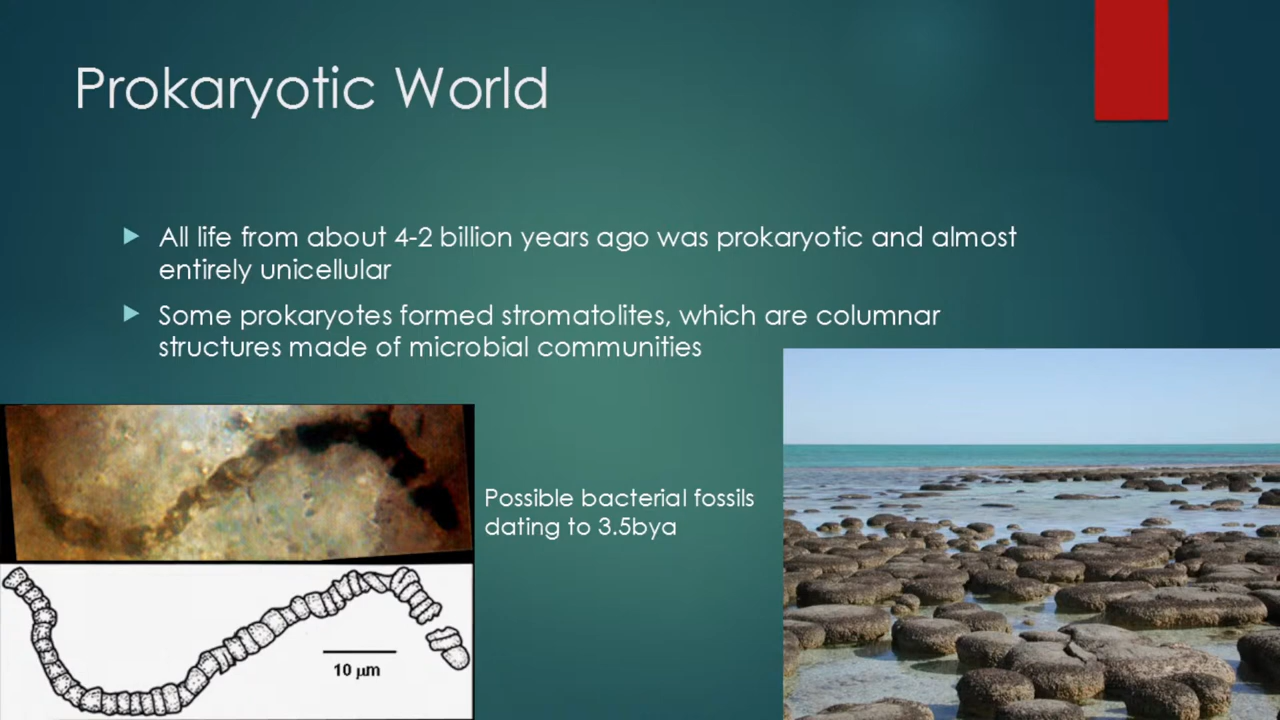 Prokaryotic World
All life from about 4-2 billion years ago was prokaryotic and almost
entirely unicellular
Some prokaryotes formed stromatolites, which are columnar
structures made of microbial communities
Possible bacterial fossils
dating to 3.5bya
10 µm